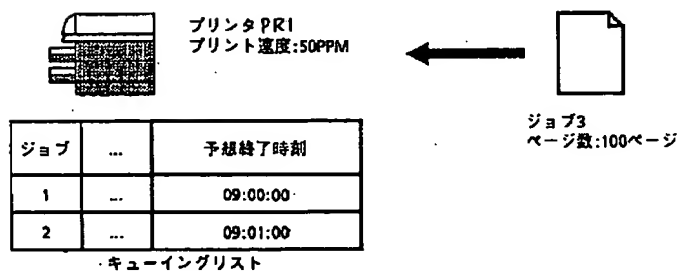 プリンタPR1
プリント速度:50PPM
ジョブ3
ページ数:100ページ
ジョブ ... 予想終了時刻
1 ... 09:00:00
2 ... 09:01:00
キューイングリスト